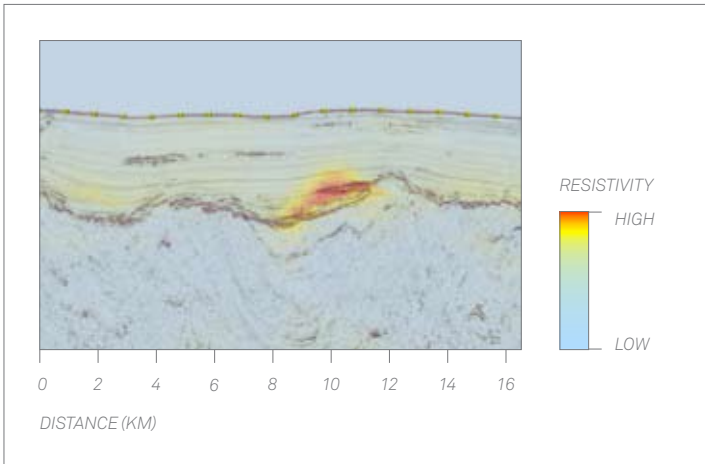 RESISTIVITY
HIGH
LOW
0 2 4 6 8 10 12 14 16
DISTANCE (KM)